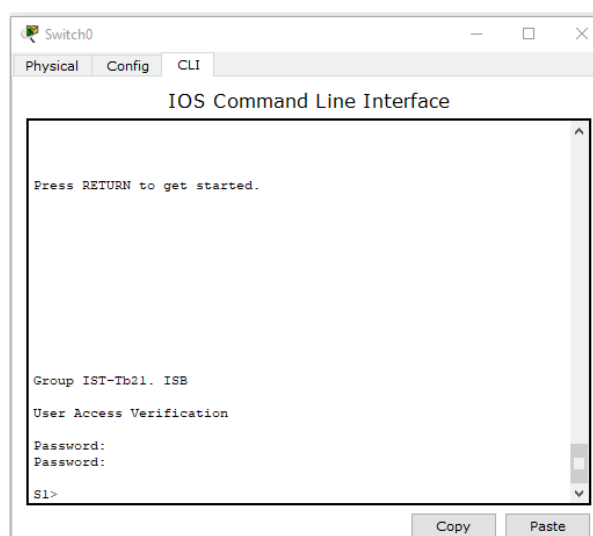 Switch0
Physical Config CLI
IOS Command Line Interface
Press RETURN to get started.
Group IST-Tb21. ISB
User Access Verification
Password:
Password:
S1>
Copy Paste